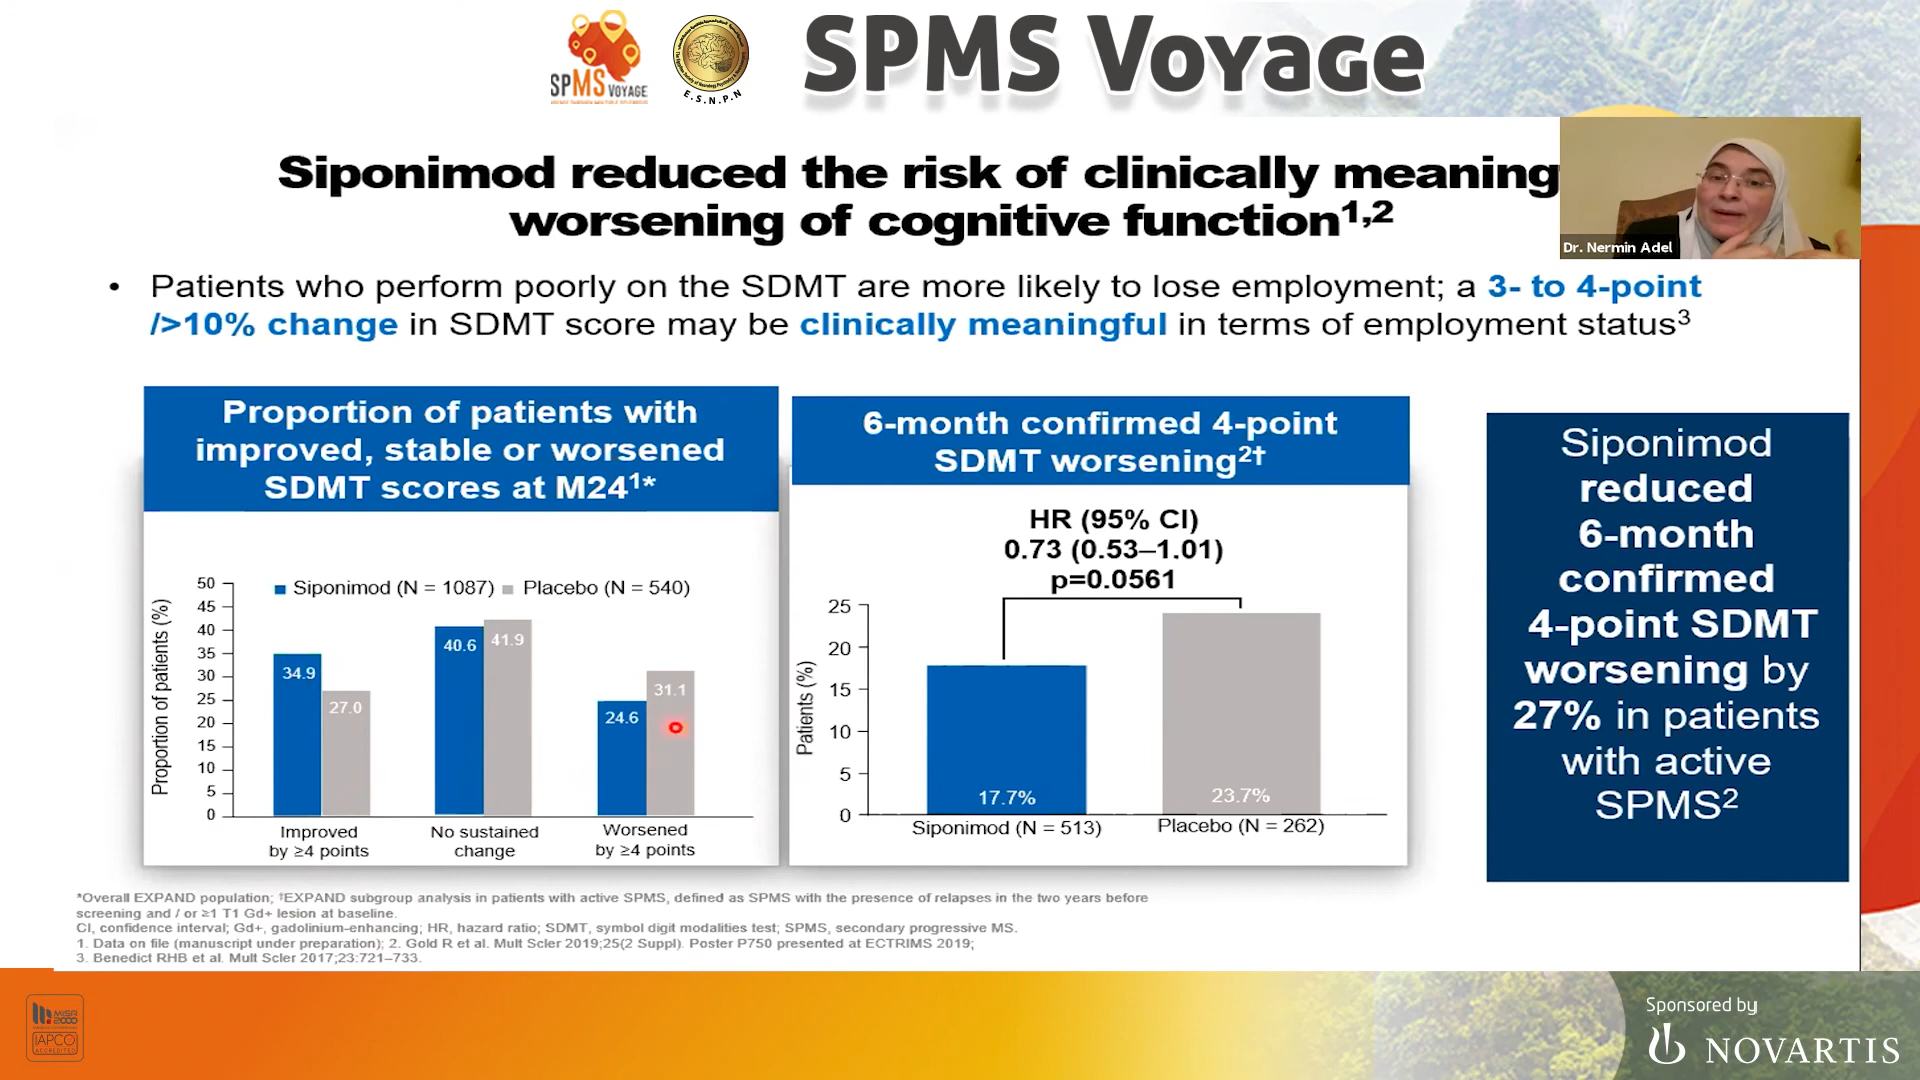 SPMS VOYAGE
E.S.N.P.N
SPMS Voyage
Siponimod reduced the risk of clinically meaning
worsening of cognitive function1,2
Dr. Nermin Adel
• Patients who perform poorly on the SDMT are more likely to lose employment; a 3- to 4-point
/>10% change in SDMT score may be clinically meaningful in terms of employment status3
Proportion of patients with
improved, stable or worsened
SDMT scores at M241*
Proportion of patients (%)
50
45
40
35
30
25
20
15
10
5
0
Siponimod (N = 1087) Placebo (N = 540)
34.9
27.0
40.6
41.9
24.6
31.1
Improved
by ≥4 points
No sustained
change
Worsened
by ≥4 points
6-month confirmed 4-point
SDMT worsening2†
HR (95% CI)
0.73 (0.53–1.01)
p=0.0561
Patients (%)
25
20
15
10
5
0
17.7%
23.7%
Siponimod (N = 513)
Placebo (N = 262)
Siponimod
reduced
6-month
confirmed
4-point SDMT
worsening by
27% in patients
with active
SPMS2
*Overall EXPAND population; †EXPAND subgroup analysis in patients with active SPMS, defined as SPMS with the presence of relapses in the two years before
screening and / or ≥1 T1 Gd+ lesion at baseline.
CI, confidence interval; Gd+, gadolinium-enhancing; HR, hazard ratio; SDMT, symbol digit modalities test; SPMS, secondary progressive MS.
1. Data on file (manuscript under preparation); 2. Gold R et al. Mult Scler 2019;25(2 Suppl). Poster P750 presented at ECTRIMS 2019;
3. Benedict RHB et al. Mult Scler 2017;23:721–733.
MISR
2000
IAPCO
ACCREDITED
Sponsored by
NOVARTIS